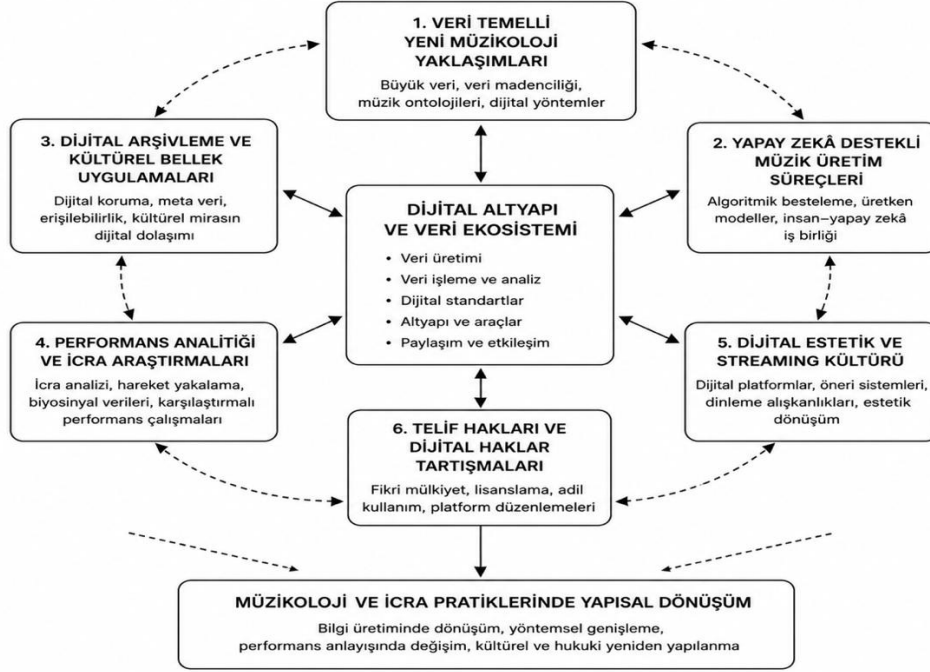 1. VERİ TEMELLİ
YENİ MÜZİKOLOJİ
YAKLAŞIMLARI
Büyük veri, veri madenciliği,
müzik ontolojileri, dijital yöntemler
3. DİJİTAL ARŞİVLEME VE
KÜLTÜREL BELLEK
UYGULAMALARI
Dijital koruma, meta veri,
erişilebilirlik, kültürel mirasın
dijital dolaşımı
2. YAPAY ZEKÂ DESTEKLİ
MÜZİK ÜRETİM
SÜREÇLERİ
Algoritmik besteleme, üretken
modeller, insan–yapay zekâ
iş birliği
DİJİTAL ALTYAPI
VE VERİ EKOSİSTEMİ
• Veri üretimi
• Veri işleme ve analiz
• Dijital standartlar
• Altyapı ve araçlar
• Paylaşım ve etkileşim
4. PERFORMANS ANALİTİĞİ
VE İCRA ARAŞTIRMALARI
İcra analizi, hareket yakalama,
biyosinyal verileri, karşılaştırmalı
performans çalışmaları
5. DİJİTAL ESTETİK VE
STREAMING KÜLTÜRÜ
Dijital platformlar, öneri sistemleri,
dinleme alışkanlıkları, estetik
dönüşüm
6. TELİF HAKLARI VE
DİJİTAL HAKLAR
TARTIŞMALARI
Fikri mülkiyet, lisanslama, adil
kullanım, platform düzenlemeleri
MÜZİKOLOJİ VE İCRA PRATİKLERİNDE YAPISAL DÖNÜŞÜM
Bilgi üretiminde dönüşüm, yöntemsel genişleme,
performans anlayışında değişim, kültürel ve hukuki yeniden yapılanma